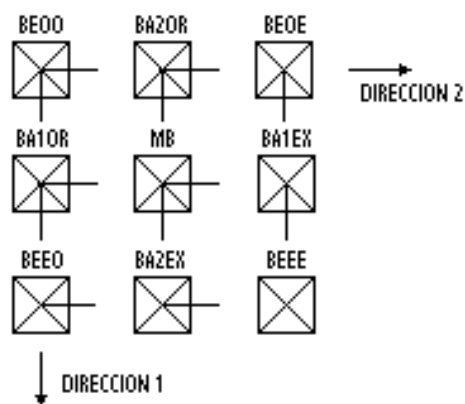 BEOO BA2OR BEOE
DIRECCION 2
BA1OR MB BA1EX
BEEO BA2EX BEEE
DIRECCION 1